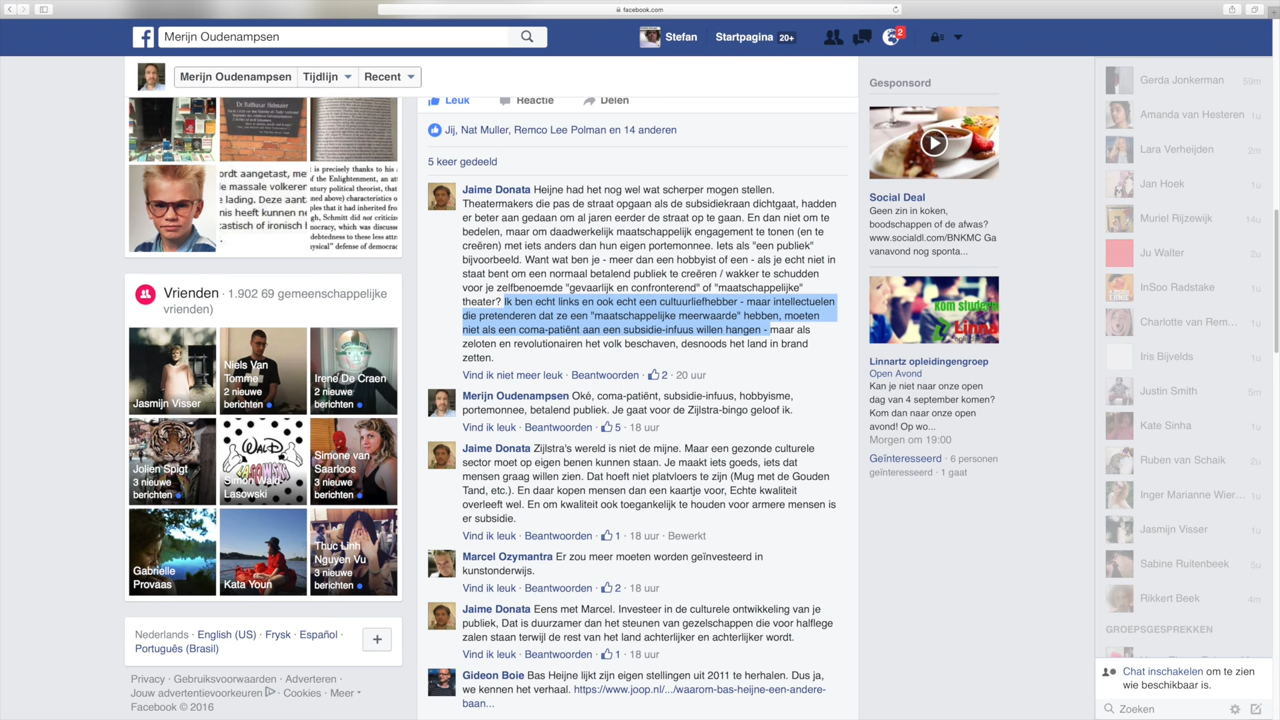 facebook.com
Merijn Oudenampsen
Stefan
Startpagina 20+
2
Merijn Oudenampsen
Tijdlijn
Recent
Leuk
Reactie
Delen
Jij, Nat Muller, Remco Lee Polman en 14 anderen
5 keer gedeeld
Jaime Donata Heijne had het nog wel wat scherper mogen stellen.
Theatermakers die pas de straat opgaan als de subsidiekraan dichtgaat, hadden
er beter aan gedaan om al jaren eerder de straat op te gaan. En dan niet om te
bedelen, maar om daadwerkelijk maatschappelijk engagement te tonen (en te
creëren) met iets anders dan hun eigen portemonnee. Iets als "een publiek"
bijvoorbeeld. Want wat ben je - meer dan een hobbyist of een - als je echt niet in
staat bent om een normaal betalend publiek te creëren / wakker te schudden
voor je zelfbenoemde "gevaarlijk en confronterend" of "maatschappelijke"
theater? Ik ben echt links en ook echt een cultuurliefhebber - maar intellectuelen
die pretenderen dat ze een "maatschappelijke meerwaarde" hebben, moeten
niet als een coma-patiënt aan een subsidie-infuus willen hangen - maar als
zeloten en revolutionairen het volk beschaven, desnoods het land in brand
zetten.
Vind ik niet meer leuk · Beantwoorden · 2 · 20 uur
Merijn Oudenampsen Oké, coma-patiënt, subsidie-infuus, hobbyisme,
portemonnee, betalend publiek. Je gaat voor de Zijlstra-bingo geloof ik.
Vind ik leuk · Beantwoorden · 5 · 18 uur
Jaime Donata Zijlstra's wereld is niet de mijne. Maar een gezonde culturele
sector moet op eigen benen kunnen staan. Je maakt iets goeds, iets dat
mensen graag willen zien. Dat hoeft niet platvloers te zijn (Mug met de Gouden
Tand, etc.). En daar kopen mensen dan een kaartje voor, Echte kwaliteit
overleeft wel. En om kwaliteit ook toegankelijk te houden voor armere mensen is
er subsidie.
Vind ik leuk · Beantwoorden · 1 · 18 uur · Bewerkt
Marcel Ozymantra Er zou meer moeten worden geïnvesteerd in
kunstonderwijs.
Vind ik leuk · Beantwoorden · 2 · 18 uur
Jaime Donata Eens met Marcel. Investeer in de culturele ontwikkeling van je
publiek, Dat is duurzamer dan het steunen van gezelschappen die voor halflege
zalen staan terwijl de rest van het land achterlijker en achterlijker wordt.
Vind ik leuk · Beantwoorden · 1 · 18 uur
Gideon Boie Bas Heijne lijkt zijn eigen stellingen uit 2011 te herhalen. Dus ja,
we kennen het verhaal. https://www.joop.nl/.../waarom-bas-heijne-een-andere-
baan...
Vrienden · 1.902 69 gemeenschappelijke
vrienden)
Jasmijn Visser
Niels Van
Tomme
2 nieuwe
berichten
Irene De Craen
2 nieuwe
berichten
Jolien Spigt
3 nieuwe
berichten
Simon Wald-
Lasowski
Simone van
Saarloos
3 nieuwe
berichten
Gabrielle
Provaas
Kata Youn
Thuc Linh
Nguyen Vu
3 nieuwe
berichten
Nederlands · English (US) · Frysk · Español ·
Português (Brasil)
Privacy · Gebruiksvoorwaarden · Adverteren ·
Jouw advertentievoorkeuren · Cookies · Meer
Facebook © 2016
Gesponsord
Social Deal
Geen zin in koken,
boodschappen of de afwas?
www.socialdl.com/BNKMC Ga
vanavond nog sponta...
kom studeren
Linna
Linnartz opleidingengroep
Open Avond
Kan je niet naar onze open
dag van 4 september komen?
Kom dan naar onze open
avond! Op wo...
Morgen om 19:00
Geïnteresseerd · 6 personen
geïnteresseerd · 1 gaat
Gerda Jonkerman 59m
Amanda van Hesteren 1u
Lara Verheijden 2m
Jan Hoek 1u
Muriel Rijzewijk 14u
Ju Walter 2u
InSoo Radstake 1u
Charlotte van Rem... 1u
Iris Bijvelds 1u
Justin Smith 5m
Kate Sinha 1u
Ruben van Schaik 2u
Inger Marianne Wier... 1u
Jasmijn Visser 1u
Sabine Ruitenbeek 5u
Rikkert Beek 4m
GROEPSGESPREKKEN
Chat inschakelen om te zien
wie beschikbaar is.
Zoeken